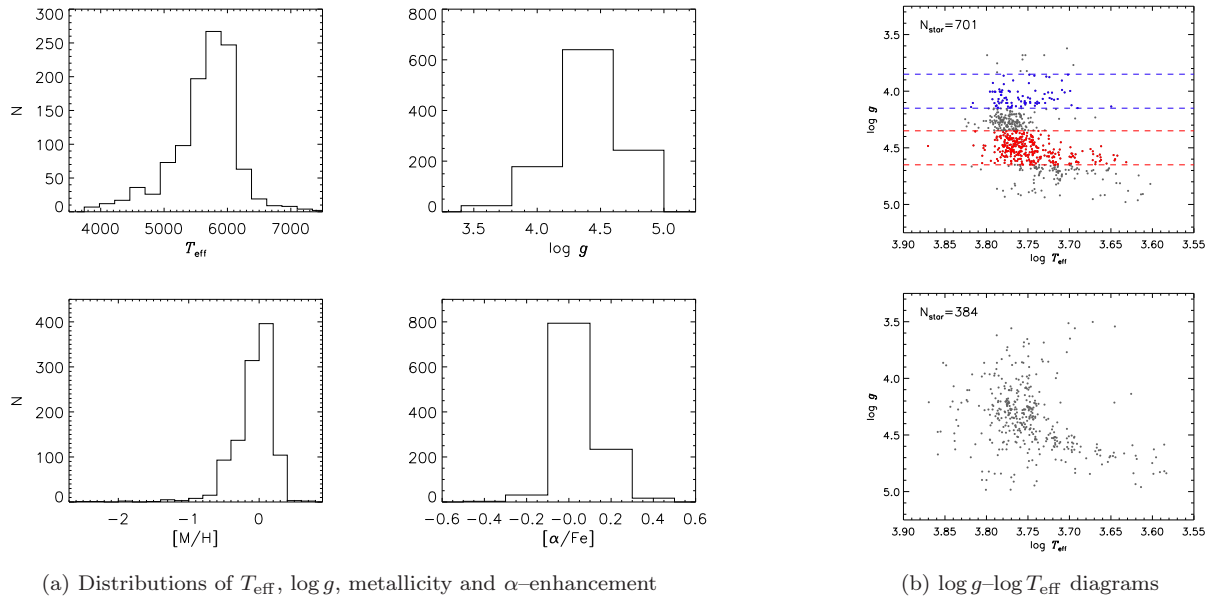 N
300
250
200
150
100
50
0
4000 5000 6000 7000
T_eff
800
600
400
200
0
3.5 4.0 4.5 5.0
log g
N
400
300
200
100
0
-2 -1 0
[M/H]
800
600
400
200
0
-0.6 -0.4 -0.2 -0.0 0.2 0.4 0.6
[α/Fe]
(a) Distributions of T_eff, log g, metallicity and α–enhancement
N_star=701
log g
3.5
4.0
4.5
5.0
3.90 3.85 3.80 3.75 3.70 3.65 3.60 3.55
log T_eff
N_star=384
log g
3.5
4.0
4.5
5.0
3.90 3.85 3.80 3.75 3.70 3.65 3.60 3.55
log T_eff
(b) log g–log T_eff diagrams